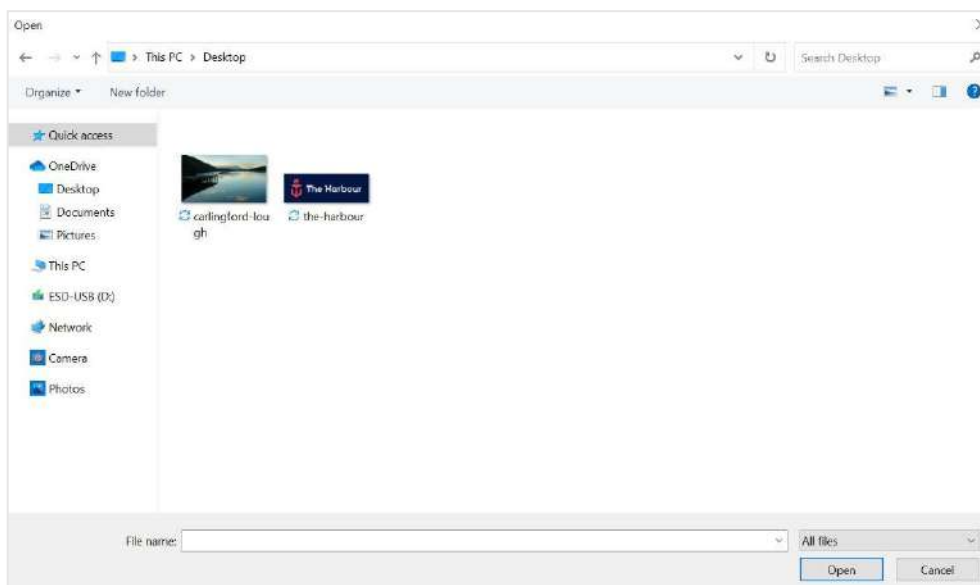 Open
This PC > Desktop
Search Desktop
Organize
New folder
Quick access
OneDrive
Desktop
Documents
Pictures
This PC
ESD-USB (D:)
Network
Camera
Photos
The Harbour
carlingford-lou
gh
the-harbour
File name:
All files
Open
Cancel